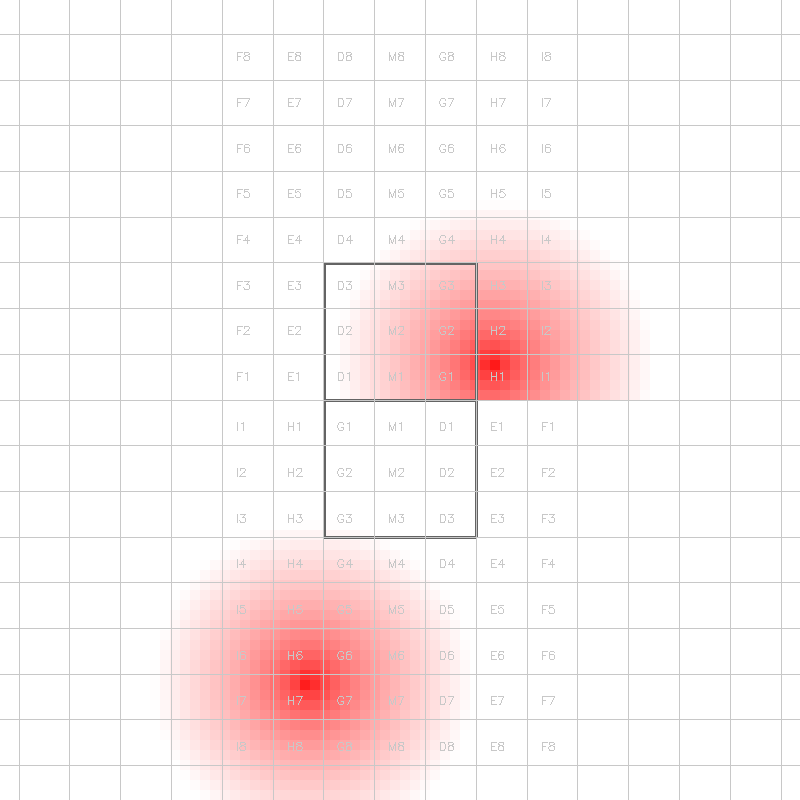 F8 E8 D8 M8 G8 H8 I8
F7 E7 D7 M7 G7 H7 I7
F6 E6 D6 M6 G6 H6 I6
F5 E5 D5 M5 G5 H5 I5
F4 E4 D4 M4 G4 H4 I4
F3 E3 D3 M3 G3 H3 I3
F2 E2 D2 M2 G2 H2 I2
F1 E1 D1 M1 G1 H1 I1
I1 H1 G1 M1 D1 E1 F1
I2 H2 G2 M2 D2 E2 F2
I3 H3 G3 M3 D3 E3 F3
I4 H4 G4 M4 D4 E4 F4
I5 H5 G5 M5 D5 E5 F5
H6 G6 M6 D6 E6 F6
H7 G7 M7 D7 E7 F7
I8 H8 G8 M8 D8 E8 F8